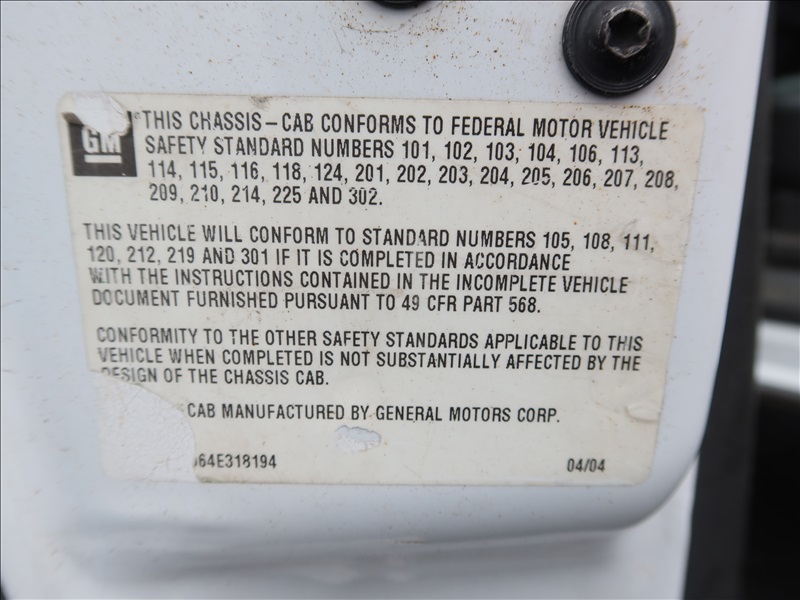 GM
THIS CHASSIS-CAB CONFORMS TO FEDERAL MOTOR VEHICLE
SAFETY STANDARD NUMBERS 101, 102, 103, 104, 106, 113,
114, 115, 116, 118, 124, 201, 202, 203, 204, 205, 206, 207, 208,
209, 210, 214, 225 AND 302.
THIS VEHICLE WILL CONFORM TO STANDARD NUMBERS 105, 108, 111,
120, 212, 219 AND 301 IF IT IS COMPLETED IN ACCORDANCE
WITH THE INSTRUCTIONS CONTAINED IN THE INCOMPLETE VEHICLE
DOCUMENT FURNISHED PURSUANT TO 49 CFR PART 568.
CONFORMITY TO THE OTHER SAFETY STANDARDS APPLICABLE TO THIS
VEHICLE WHEN COMPLETED IS NOT SUBSTANTIALLY AFFECTED BY THE
DESIGN OF THE CHASSIS CAB.
CAB MANUFACTURED BY GENERAL MOTORS CORP.
64E318194 04/04